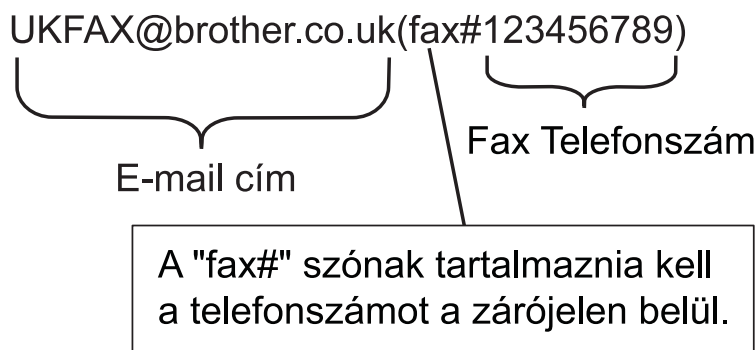 UKFAX@brother.co.uk(fax#123456789)
Fax Telefonszám
E-mail cím
A "fax#" szónak tartalmaznia kell
a telefonszámot a zárójelen belül.